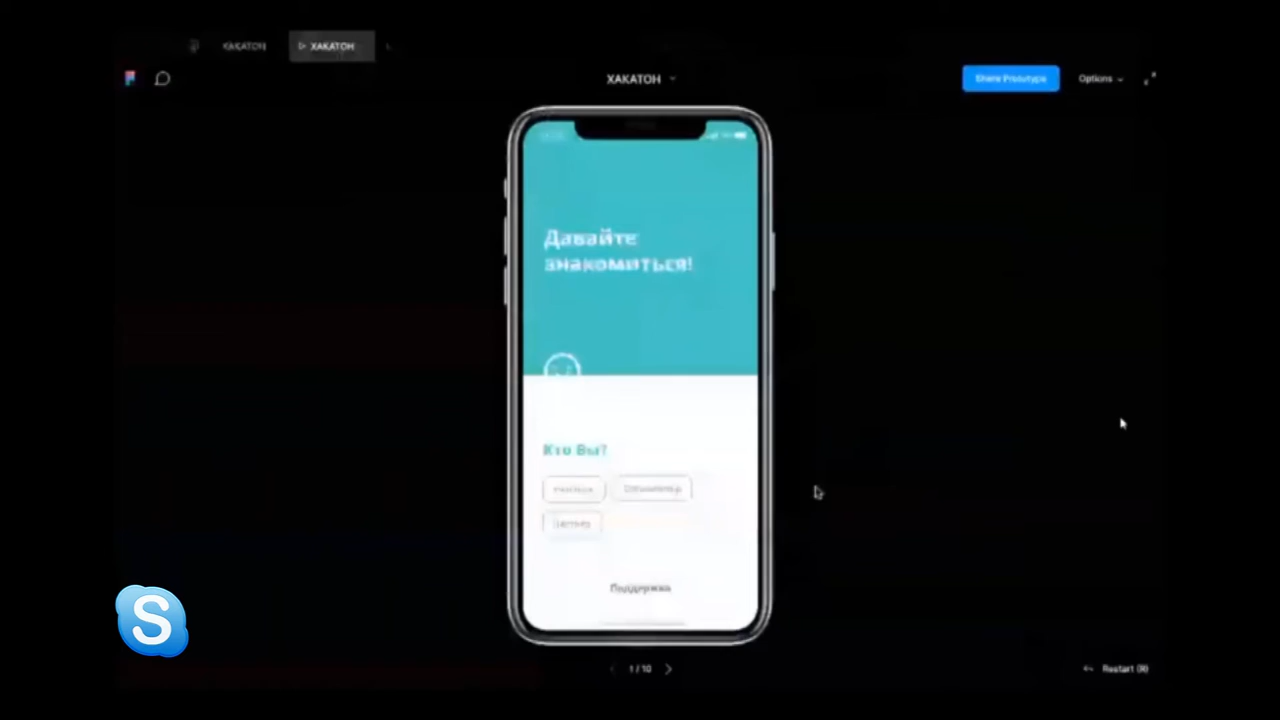 ХАКАТОН
ХАКАТОН
ХАКАТОН
Share Prototype
Options
Давайте
знакомиться!
Кто Вы?
Поддержка
1 / 10
Restart (R)
S